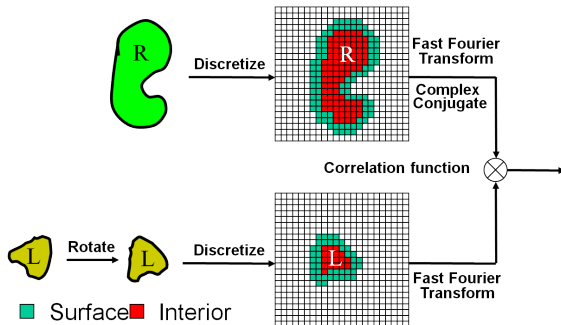 R
Discretize
R
Fast Fourier
Transform
Complex
Conjugate
Correlation function
L
Rotate
L
Discretize
L
Fast Fourier
Transform
Surface
Interior